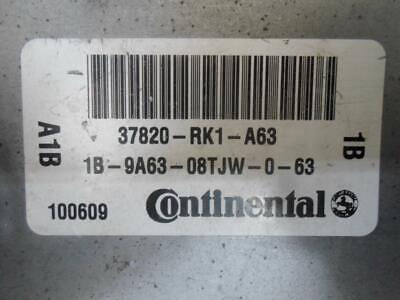 37820-RK1-A63
1B-9A63-08TJW-0-63
A1B
1B
100609
Continental